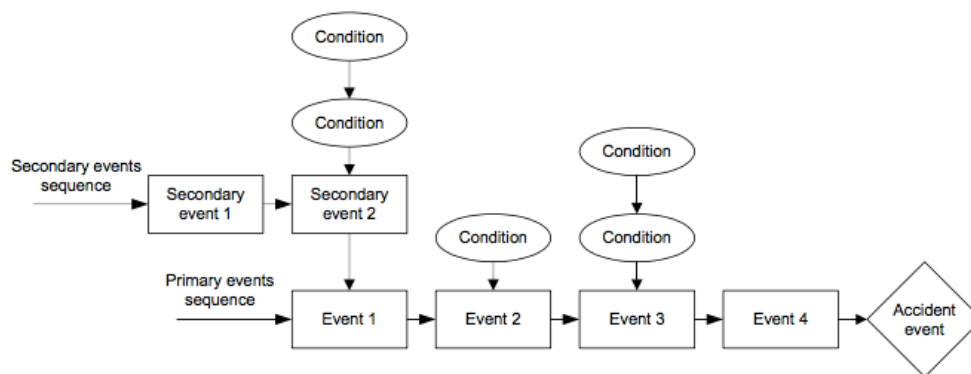 Condition
Condition
Condition
Secondary events
sequence
Secondary
event 1
Secondary
event 2
Condition
Condition
Primary events
sequence
Event 1
Event 2
Event 3
Event 4
Accident
event